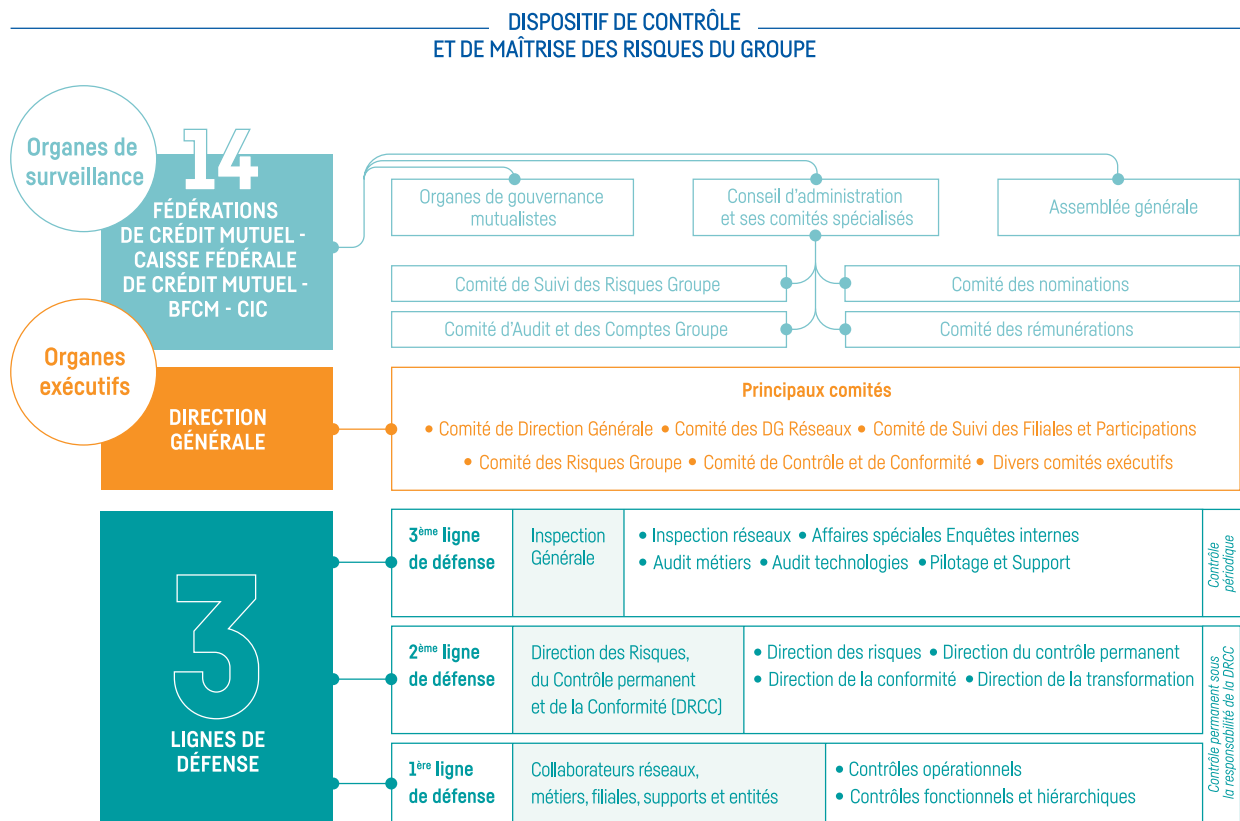 DISPOSITIF DE CONTRÔLE
ET DE MAÎTRISE DES RISQUES DU GROUPE
Organes de
surveillance
14
FÉDÉRATIONS
DE CRÉDIT MUTUEL -
CAISSE FÉDÉRALE
DE CRÉDIT MUTUEL -
BFCM - CIC
Organes de gouvernance
mutualistes
Conseil d'administration
et ses comités spécialisés
Assemblée générale
Comité de Suivi des Risques Groupe
Comité des nominations
Comité d'Audit et des Comptes Groupe
Comité des rémunérations
Organes
exécutifs
DIRECTION
GÉNÉRALE
Principaux comités
• Comité de Direction Générale • Comité des DG Réseaux • Comité de Suivi des Filiales et Participations
• Comité des Risques Groupe • Comité de Contrôle et de Conformité • Divers comités exécutifs
3
LIGNES DE
DÉFENSE
3ème ligne
de défense
Inspection
Générale
• Inspection réseaux • Affaires spéciales Enquêtes internes
• Audit métiers • Audit technologies • Pilotage et Support
Contrôle
périodique
2ème ligne
de défense
Direction des Risques,
du Contrôle permanent
et de la Conformité (DRCC)
• Direction des risques • Direction du contrôle permanent
• Direction de la conformité • Direction de la transformation
Contrôle permanent sous
la responsabilité de la DRCC
1ère ligne
de défense
Collaborateurs réseaux,
métiers, filiales, supports et entités
• Contrôles opérationnels
• Contrôles fonctionnels et hiérarchiques